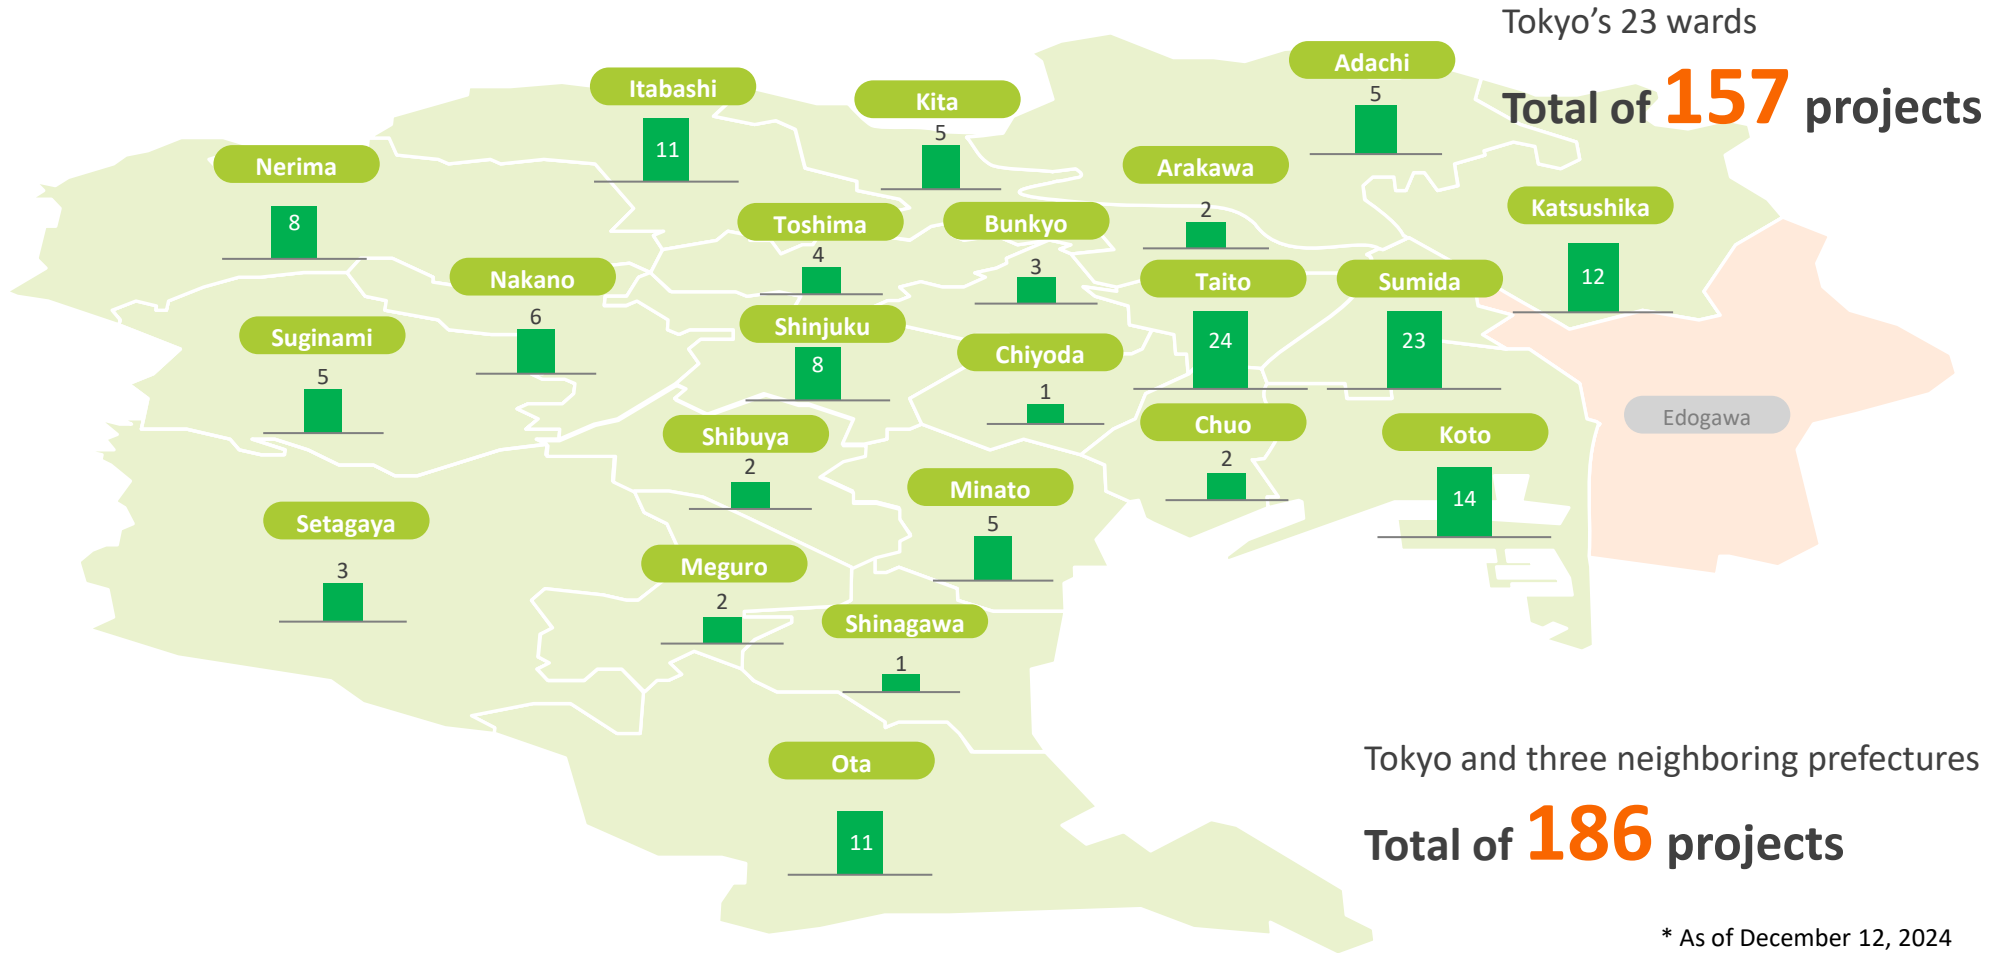 Tokyo’s 23 wards
Total of 157 projects
Adachi
5
Itabashi
11
Kita
5
Nerima
8
Arakawa
2
Katsushika
12
Toshima
4
Bunkyo
3
Nakano
6
Taito
24
Sumida
23
Suginami
5
Shinjuku
8
Chiyoda
1
Edogawa
Shibuya
2
Chuo
2
Koto
14
Minato
5
Setagaya
3
Meguro
2
Shinagawa
1
Ota
11
Tokyo and three neighboring prefectures
Total of 186 projects
* As of December 12, 2024